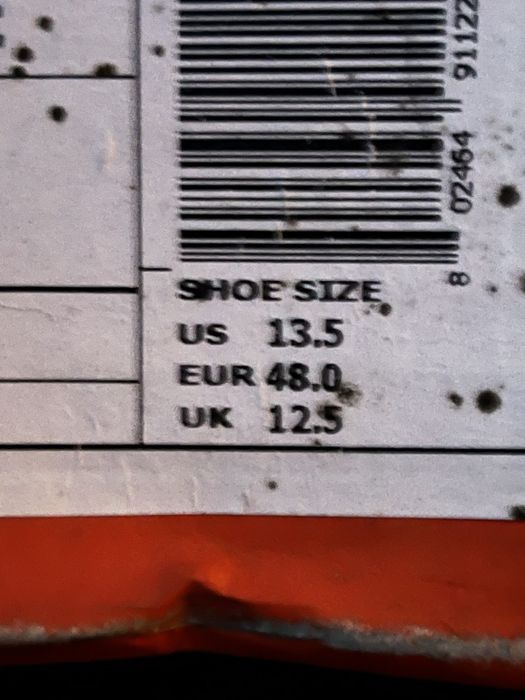 8 02464 91122
SHOE SIZE
US 13.5
EUR 48.0
UK 12.5